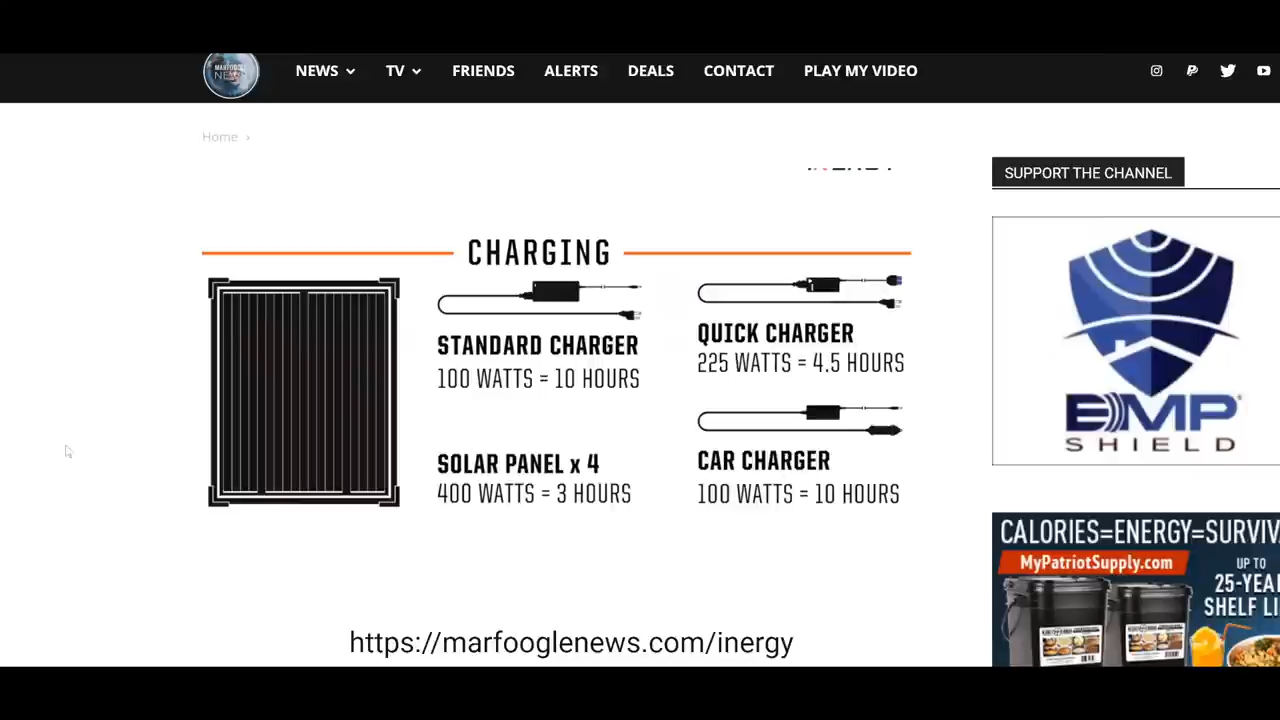 MARFOOGLE
NEWS
NEWS
TV
FRIENDS
ALERTS
DEALS
CONTACT
PLAY MY VIDEO
Home ›
SUPPORT THE CHANNEL
CHARGING
STANDARD CHARGER
100 WATTS = 10 HOURS
QUICK CHARGER
225 WATTS = 4.5 HOURS
SOLAR PANEL x 4
400 WATTS = 3 HOURS
CAR CHARGER
100 WATTS = 10 HOURS
EMP
SHIELD
CALORIES=ENERGY=SURVIV
MyPatriotSupply.com
UP TO
25-YEA
SHELF LI
https://marfooglenews.com/inergy